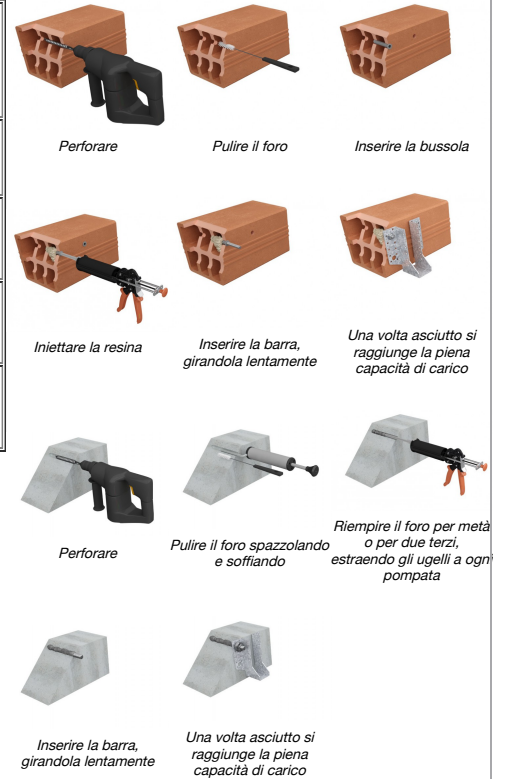 Perforare
Pulire il foro
Inserire la bussola
Iniettare la resina
Inserire la barra,
girandola lentamente
Una volta asciutto si
raggiunge la piena
capacità di carico
Perforare
Pulire il foro spazzolando
e soffiando
Riempire il foro per metà
o per due terzi,
estraendo gli ugelli a ogni
pompata
Inserire la barra,
girandola lentamente
Una volta asciutto si
raggiunge la piena
capacità di carico